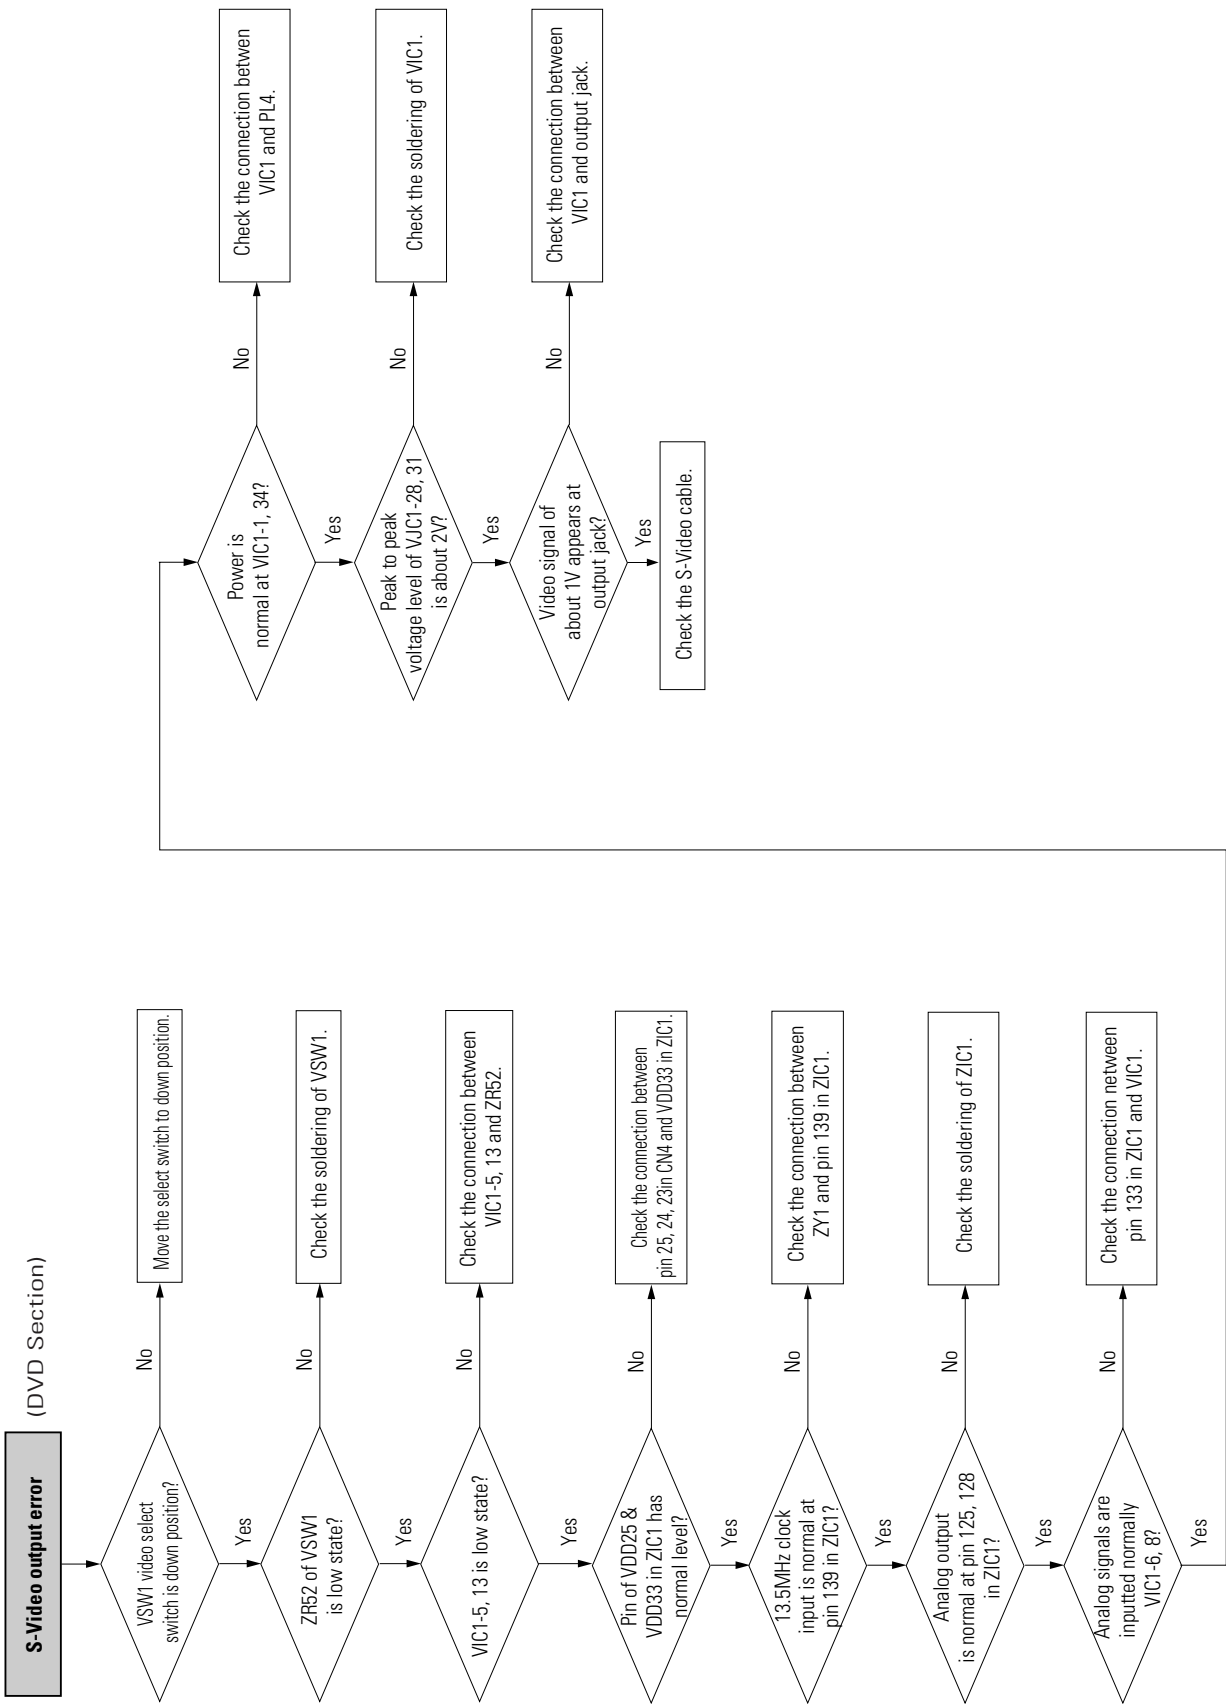 S-Video output error
(DVD Section)
VSW1 video select
switch is down position?
No
Move the select switch to down position.
Yes
ZR52 of VSW1
is low state?
No
Check the soldering of VSW1.
Yes
VIC1-5, 13 is low state?
No
Check the connection between
VIC1-5, 13 and ZR52.
Yes
Pin of VDD25 &
VDD33 in ZIC1 has
normal level?
No
Check the connection between
pin 25, 24, 23in CN4 and VDD33 in ZIC1.
Yes
13.5MHz clock
input is normal at
pin 139 in ZIC1?
No
Check the connection between
ZY1 and pin 139 in ZIC1.
Yes
Analog output
is normal at pin 125, 128
in ZIC1?
No
Check the soldering of ZIC1.
Yes
Analog signals are
inputted normally
VIC1-6, 8?
No
Check the connection netween
pin 133 in ZIC1 and VIC1.
Yes
Power is
normal at VIC1-1, 34?
No
Check the connection betwen
VIC1 and PL4.
Yes
Peak to peak
voltage level of VJC1-28, 31
is about 2V?
No
Check the soldering of VIC1.
Yes
Video signal of
about 1V appears at
output jack?
No
Check the connection between
VIC1 and output jack.
Yes
Check the S-Video cable.